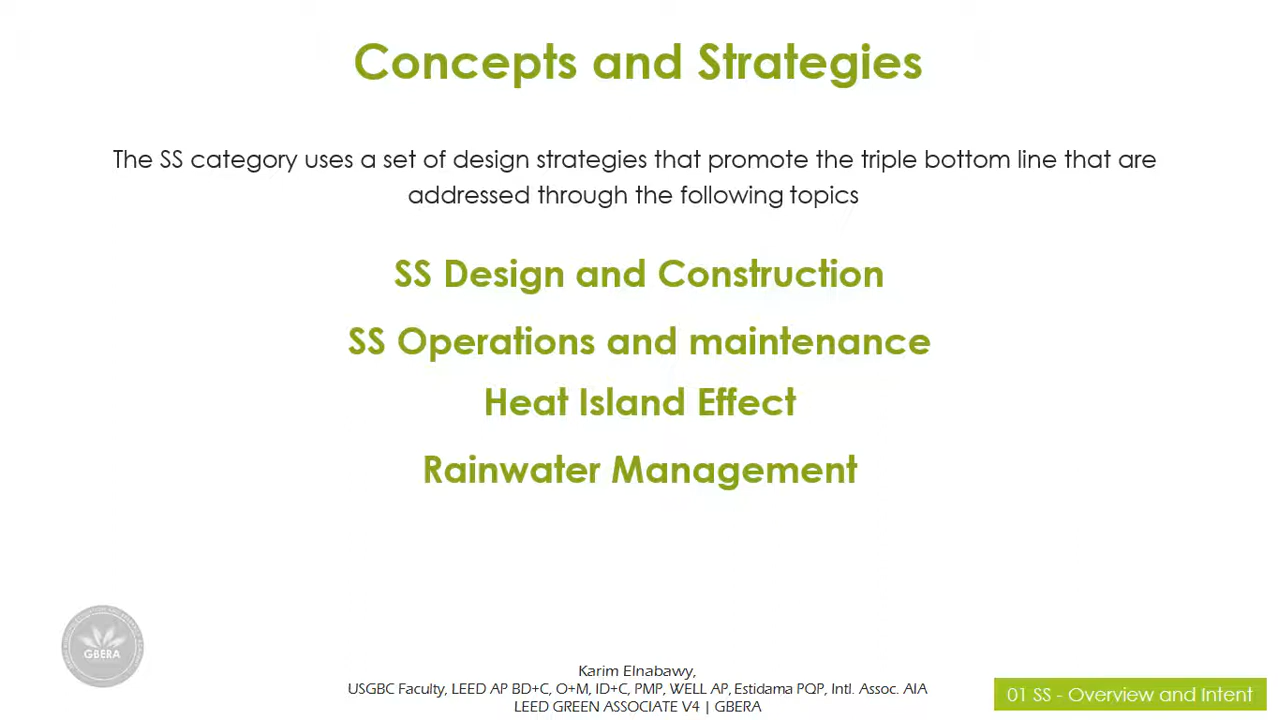 Concepts and Strategies
The SS category uses a set of design strategies that promote the triple bottom line that are
addressed through the following topics
SS Design and Construction
SS Operations and maintenance
Heat Island Effect
Rainwater Management
GBERA
Karim Elnabawy,
USGBC Faculty, LEED AP BD+C, O+M, ID+C, PMP, WELL AP, Estidama PQP, Intl. Assoc. AIA
LEED GREEN ASSOCIATE V4 | GBERA
01 SS - Overview and Intent